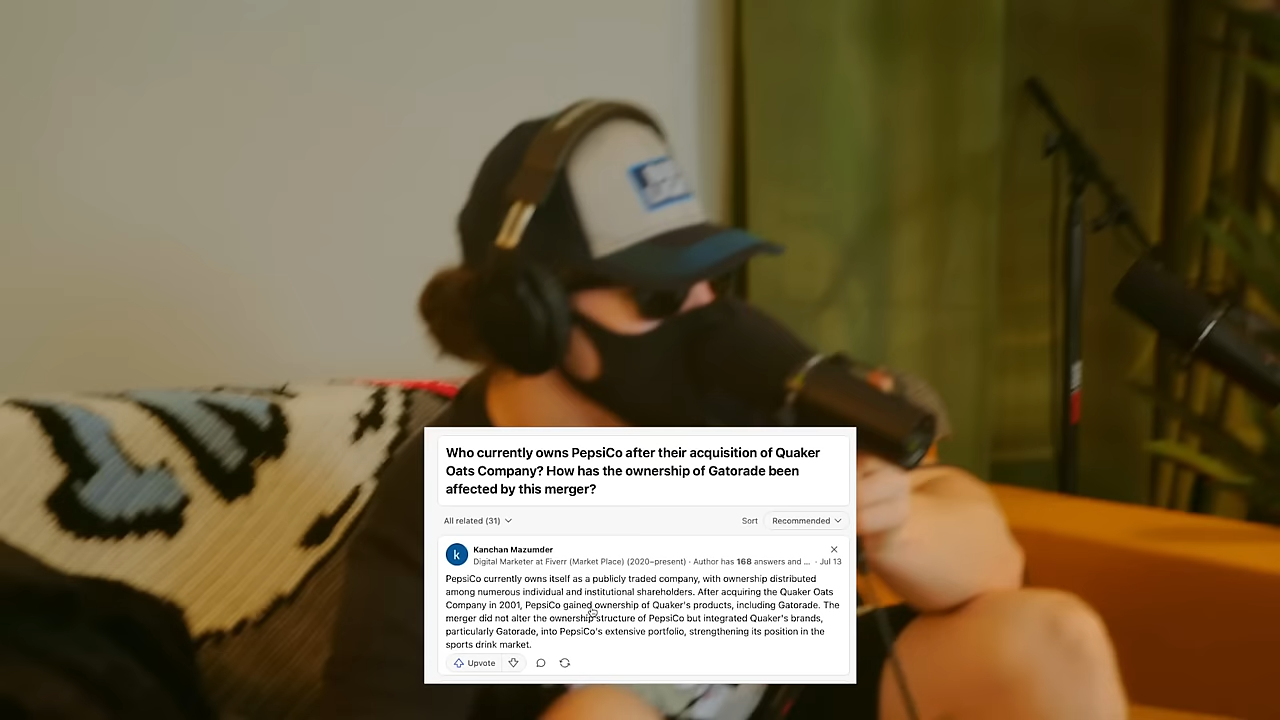 Who currently owns PepsiCo after their acquisition of Quaker
Oats Company? How has the ownership of Gatorade been
affected by this merger?
All related (31)
Sort Recommended
k
Kanchan Mazumder
Digital Marketer at Fiverr (Market Place) (2020–present) · Author has 168 answers and ... · Jul 13
PepsiCo currently owns itself as a publicly traded company, with ownership distributed
among numerous individual and institutional shareholders. After acquiring the Quaker Oats
Company in 2001, PepsiCo gained ownership of Quaker's products, including Gatorade. The
merger did not alter the ownership structure of PepsiCo but integrated Quaker's brands,
particularly Gatorade, into PepsiCo's extensive portfolio, strengthening its position in the
sports drink market.
Upvote